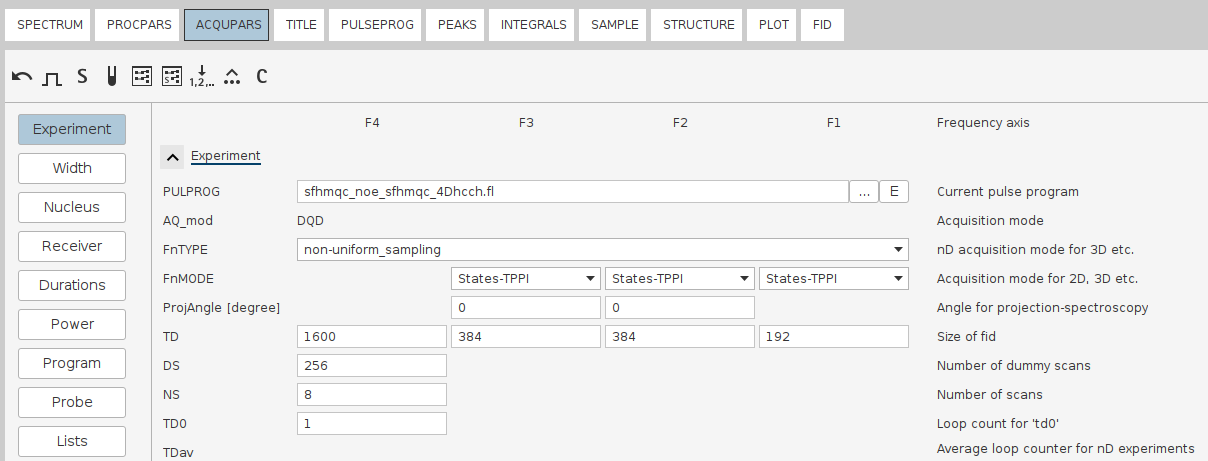 SPECTRUM PROCPARS ACQUPARS TITLE PULSEPROG PEAKS INTEGRALS SAMPLE STRUCTURE PLOT FID
S S 1,2,... C
Experiment
Width
Nucleus
Receiver
Durations
Power
Program
Probe
Lists
F4 F3 F2 F1 Frequency axis
Experiment
PULPROG sfhmqc_noe_sfhmqc_4Dhcch.fl ... E Current pulse program
AQ_mod DQD Acquisition mode
FnTYPE non-uniform_sampling nD acquisition mode for 3D etc.
FnMODE States-TPPI States-TPPI States-TPPI Acquisition mode for 2D, 3D etc.
ProjAngle [degree] 0 0 Angle for projection-spectroscopy
TD 1600 384 384 192 Size of fid
DS 256 Number of dummy scans
NS 8 Number of scans
TD0 1 Loop count for 'td0'
TDav Average loop counter for nD experiments